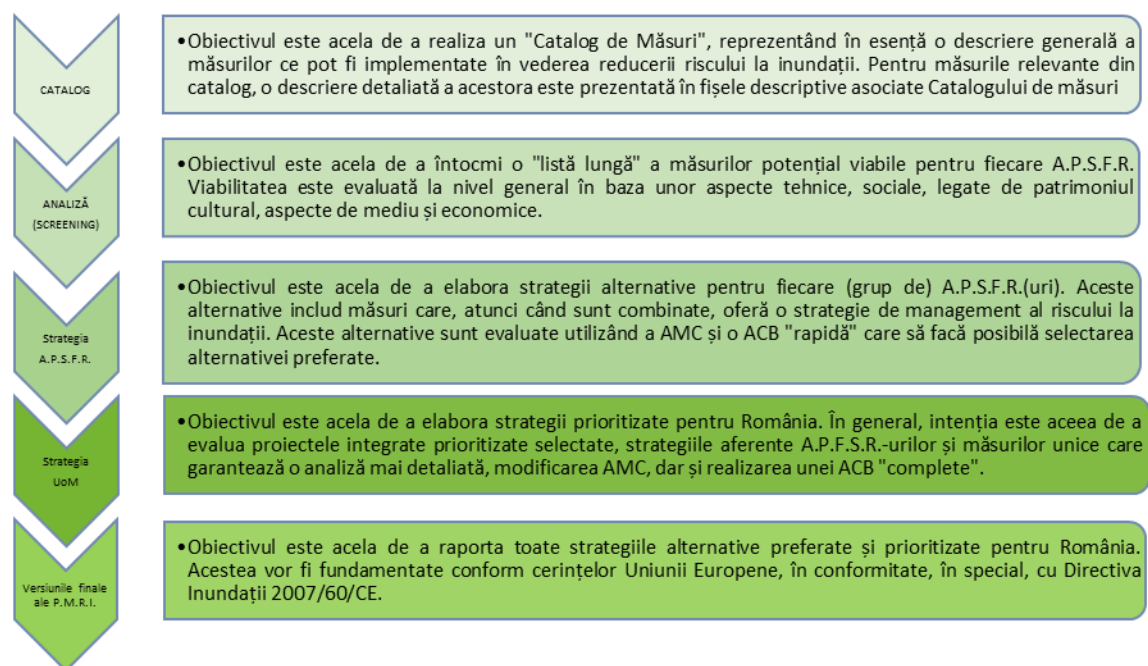 CATALOG
•Obiectivul este acela de a realiza un "Catalog de Măsuri", reprezentând în esență o descriere generală a
măsurilor ce pot fi implementate în vederea reducerii riscului la inundații. Pentru măsurile relevante din
catalog, o descriere detaliată a acestora este prezentată în fișele descriptive asociate Catalogului de măsuri
ANALIZĂ
(SCREENING)
•Obiectivul este acela de a întocmi o "listă lungă" a măsurilor potențial viabile pentru fiecare A.P.S.F.R.
Viabilitatea este evaluată la nivel general în baza unor aspecte tehnice, sociale, legate de patrimoniul
cultural, aspecte de mediu și economice.
Strategia
A.P.S.F.R.
•Obiectivul este acela de a elabora strategii alternative pentru fiecare (grup de) A.P.S.F.R.(uri). Aceste
alternative includ măsuri care, atunci când sunt combinate, oferă o strategie de management al riscului la
inundații. Aceste alternative sunt evaluate utilizând a AMC și o ACB "rapidă" care să facă posibilă selectarea
alternativei preferate.
Strategia
UoM
•Obiectivul este acela de a elabora strategii prioritizate pentru România. În general, intenția este aceea de a
evalua proiectele integrate prioritizate selectate, strategiile aferente A.P.F.S.R.-urilor și măsurilor unice care
garantează o analiză mai detaliată, modificarea AMC, dar și realizarea unei ACB "complete".
Versiunile finale
ale P.M.R.I.
•Obiectivul este acela de a raporta toate strategiile alternative preferate și prioritizate pentru România.
Acestea vor fi fundamentate conform cerințelor Uniunii Europene, în conformitate, în special, cu Directiva
Inundații 2007/60/CE.